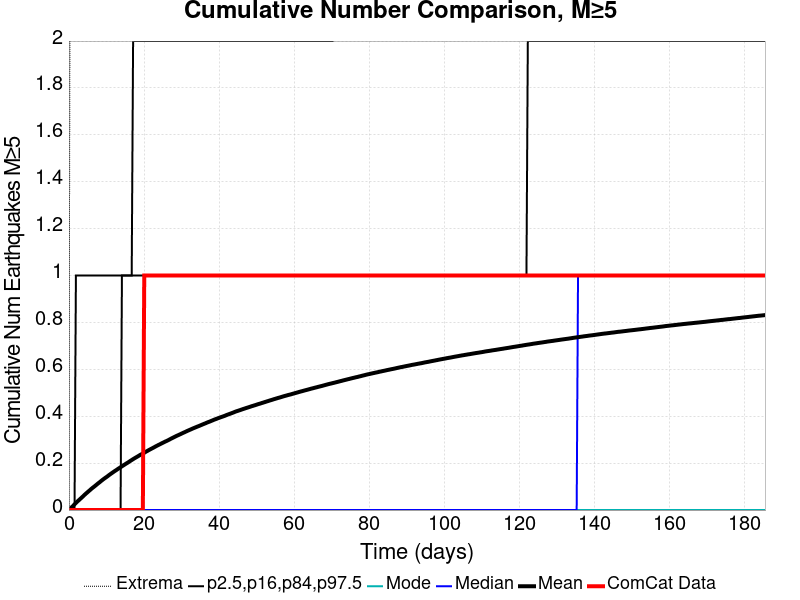 Cumulative Number Comparison, M≥5
Cumulative Num Earthquakes M≥5
2
1.8
1.6
1.4
1.2
1
0.8
0.6
0.4
0.2
0
0 20 40 60 80 100 120 140 160 180
Time (days)
Extrema p2.5,p16,p84,p97.5 Mode Median Mean ComCat Data